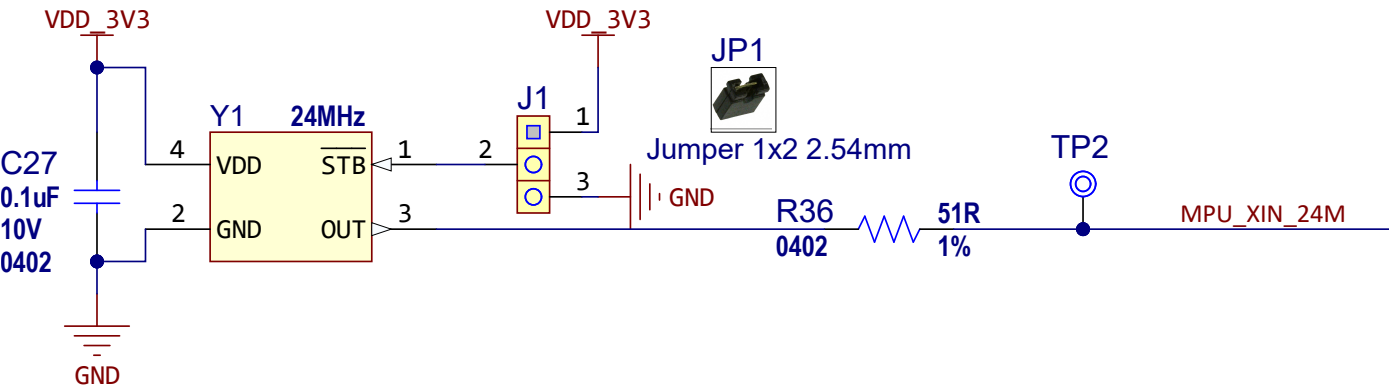 VDD_3V3
VDD_3V3
JP1
Jumper 1x2 2.54mm
Y1
24MHz
J1
1
2
3
GND
C27
0.1uF
10V
0402
4
VDD
STB
1
2
GND
OUT
3
R36
0402
51R
1%
TP2
MPU_XIN_24M
GND